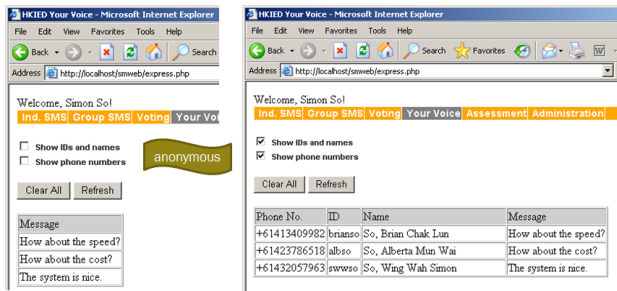 HKIED Your Voice - Microsoft Internet Explorer
File Edit View Favorites Tools Help
Back Search
Address http://localhost/smweb/express.php
Welcome, Simon So!
Ind. SMS Group SMS Voting Your Voi
Show IDs and names
Show phone numbers
anonymous
Clear All Refresh
Message
How about the speed?
How about the cost?
The system is nice.
HKIED Your Voice - Microsoft Internet Explorer
File Edit View Favorites Tools Help
Back Search Favorites W
Address http://localhost/smweb/express.php
Welcome, Simon So!
Ind. SMS Group SMS Voting Your Voice Assessment Administration
Show IDs and names
Show phone numbers
Clear All Refresh
Phone No. ID Name Message
+61413409982 brianso So, Brian Chak Lun How about the speed?
+61423786518 albso So, Alberta Mun Wai How about the cost?
+61432057963 swwso So, Wing Wah Simon The system is nice.